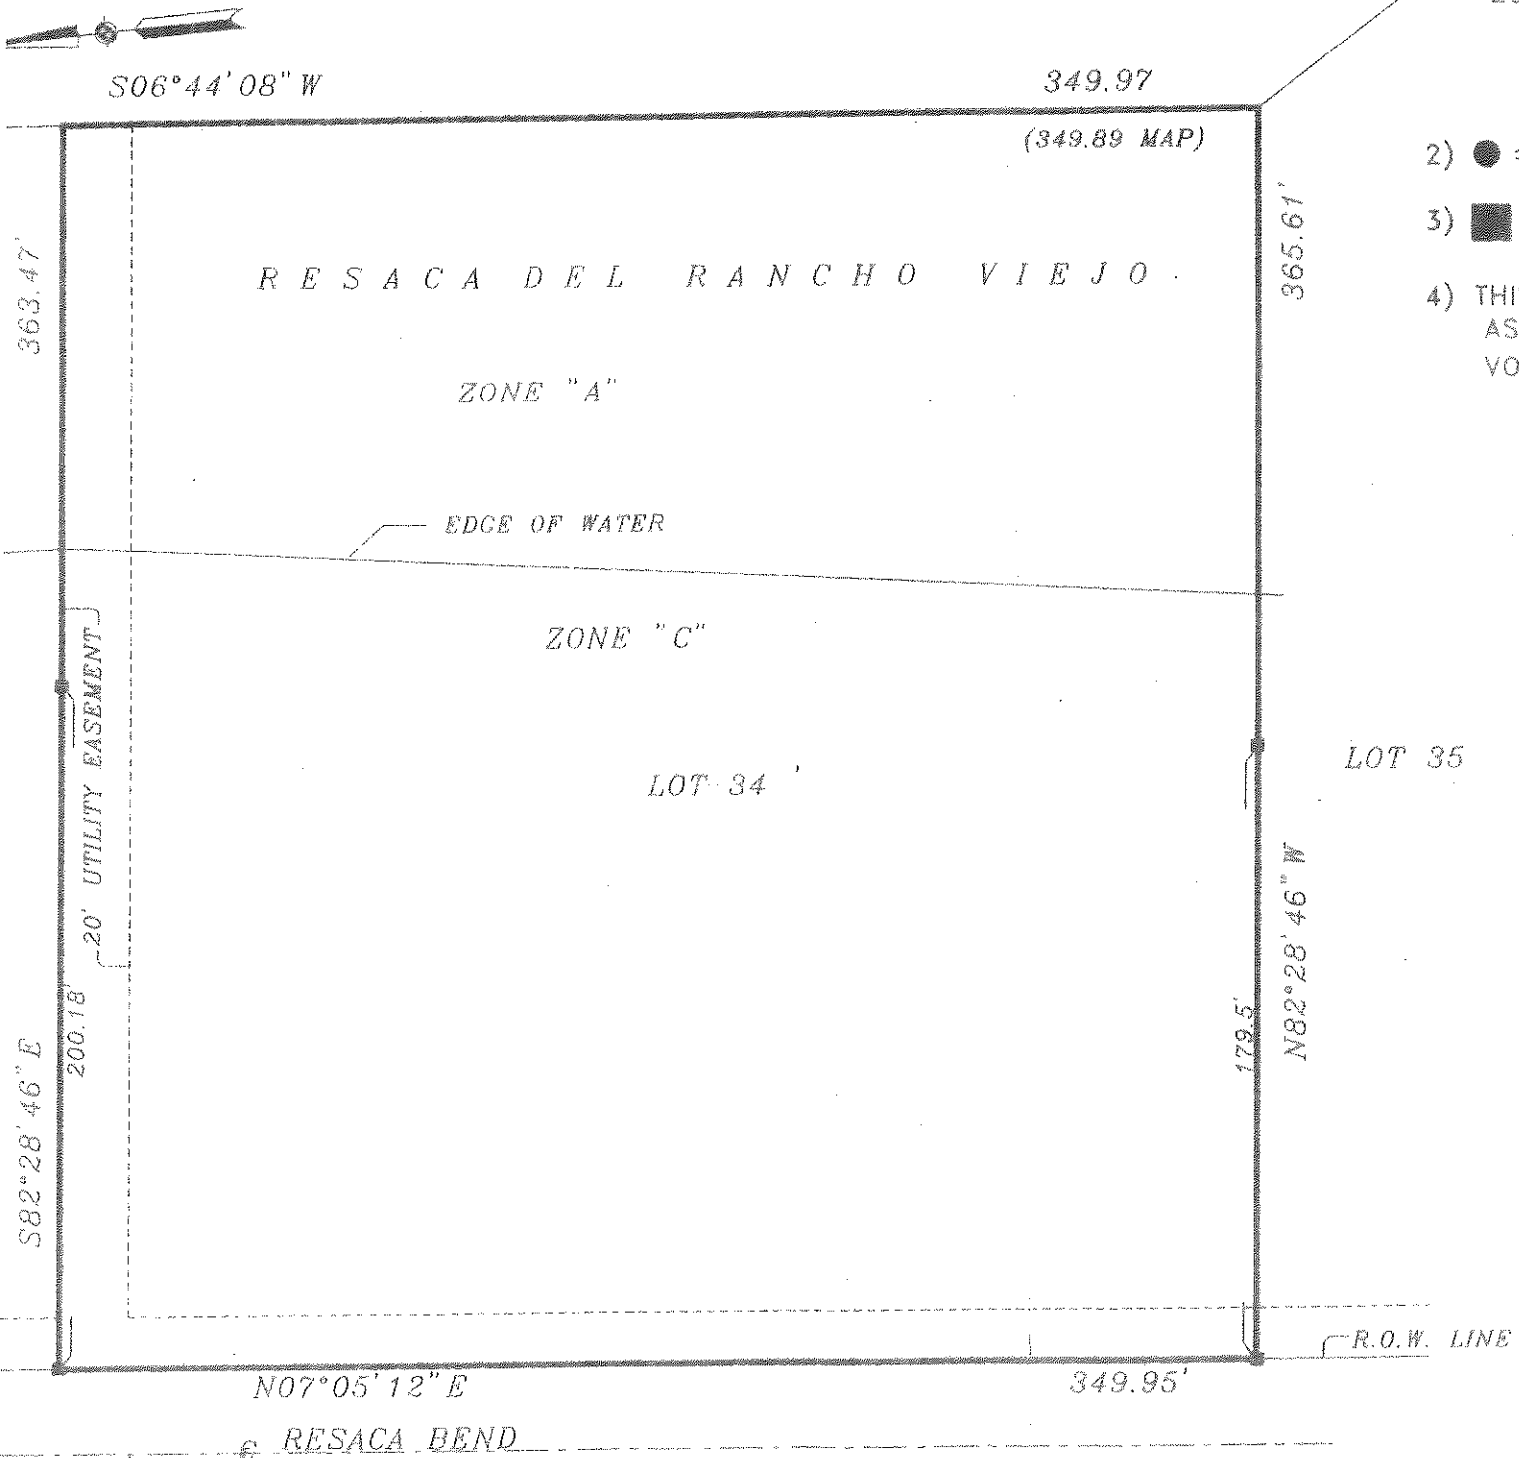 S06°44'08" W
349.97
(349.89 MAP)
363.47'
365.61'
2) ● =
3) ■
4) THI
AS
VO
RESACA DEL RANCHO VIEJO
ZONE "A"
EDGE OF WATER
ZONE "C"
20' UTILITY EASEMENT
LOT 34
LOT 35
200.18'
S82°28'46" E
179.5'
N82°28'46" W
R.O.W. LINE
N07°05'12" E
349.95'
RESACA BEND